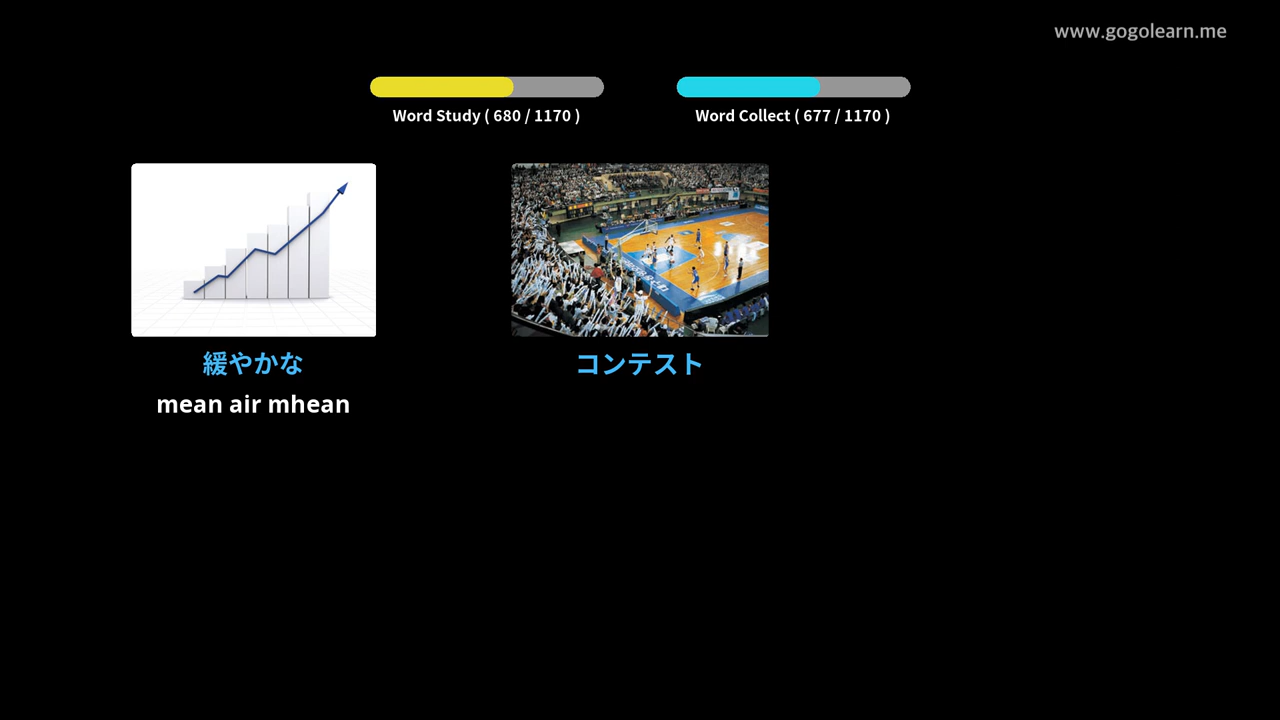 www.gogolearn.me
Word Study ( 680 / 1170 )
Word Collect ( 677 / 1170 )
緩やかな
mean air mhean
コンテスト